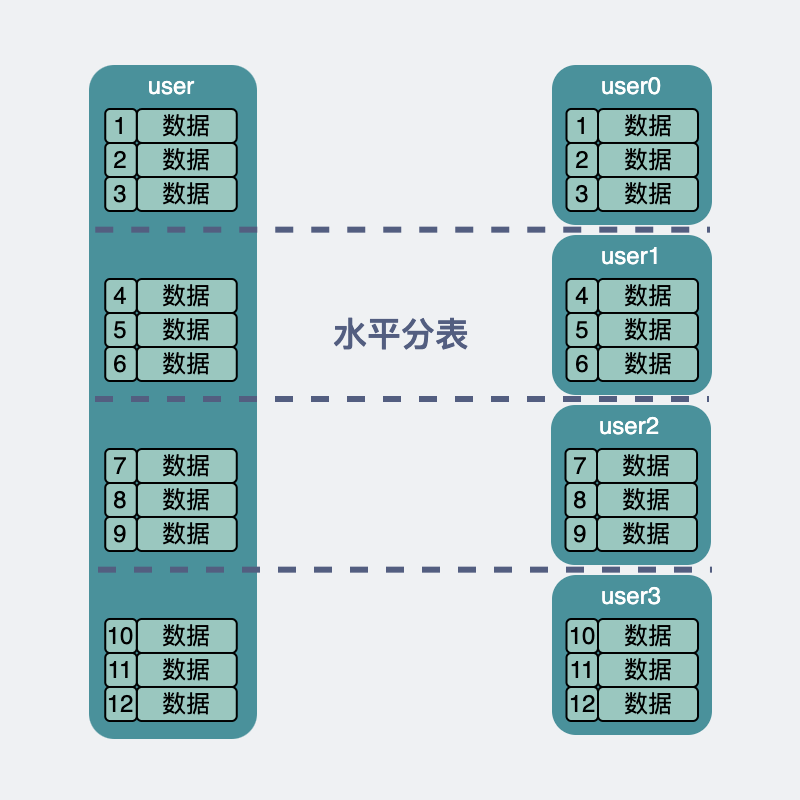 user
1 数据
2 数据
3 数据
4 数据
5 数据
6 数据
7 数据
8 数据
9 数据
10 数据
11 数据
12 数据
水平分表
user0
1 数据
2 数据
3 数据
user1
4 数据
5 数据
6 数据
user2
7 数据
8 数据
9 数据
user3
10 数据
11 数据
12 数据